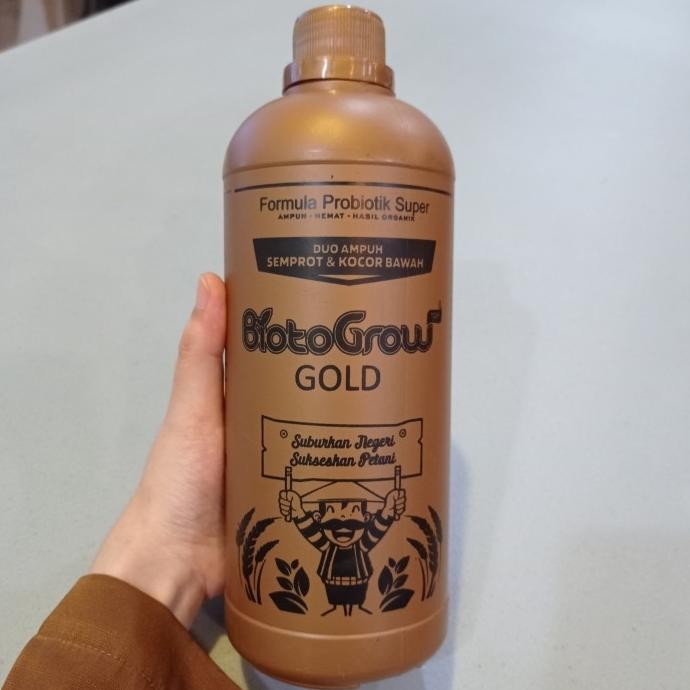 Formula Probiotik Super
AMPUH • HEMAT • HASIL ORGANIK
DUO AMPUH
SEMPROT & KOCOR BAWAH
BiotoGrow
GOLD
Suburkan Negeri
Sukseskan Petani